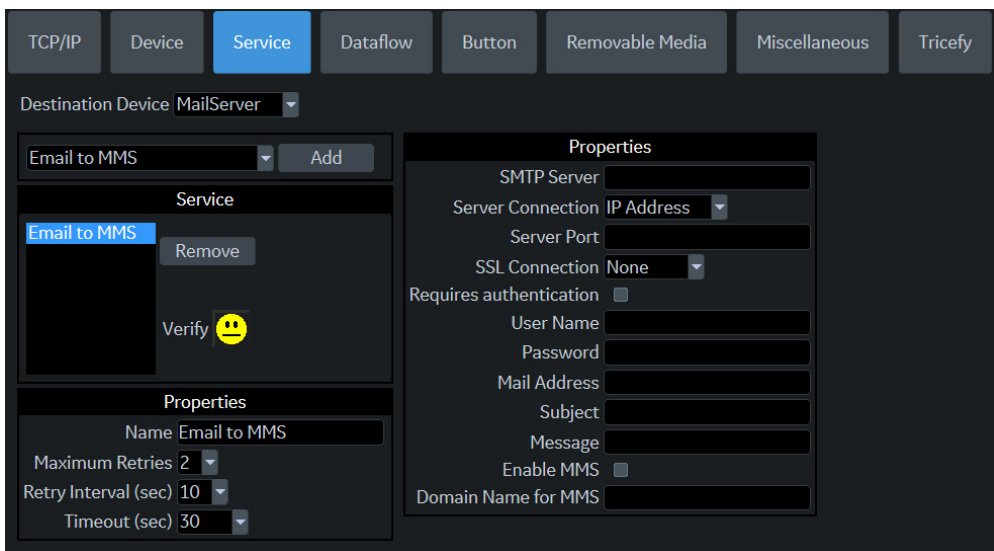 TCP/IP Device Service Dataflow Button Removable Media Miscellaneous Tricefy
Destination Device MailServer
Email to MMS Add
Service
Email to MMS
Remove
Verify
Properties
Name Email to MMS
Maximum Retries 2
Retry Interval (sec) 10
Timeout (sec) 30
Properties
SMTP Server
Server Connection IP Address
Server Port
SSL Connection None
Requires authentication
User Name
Password
Mail Address
Subject
Message
Enable MMS
Domain Name for MMS